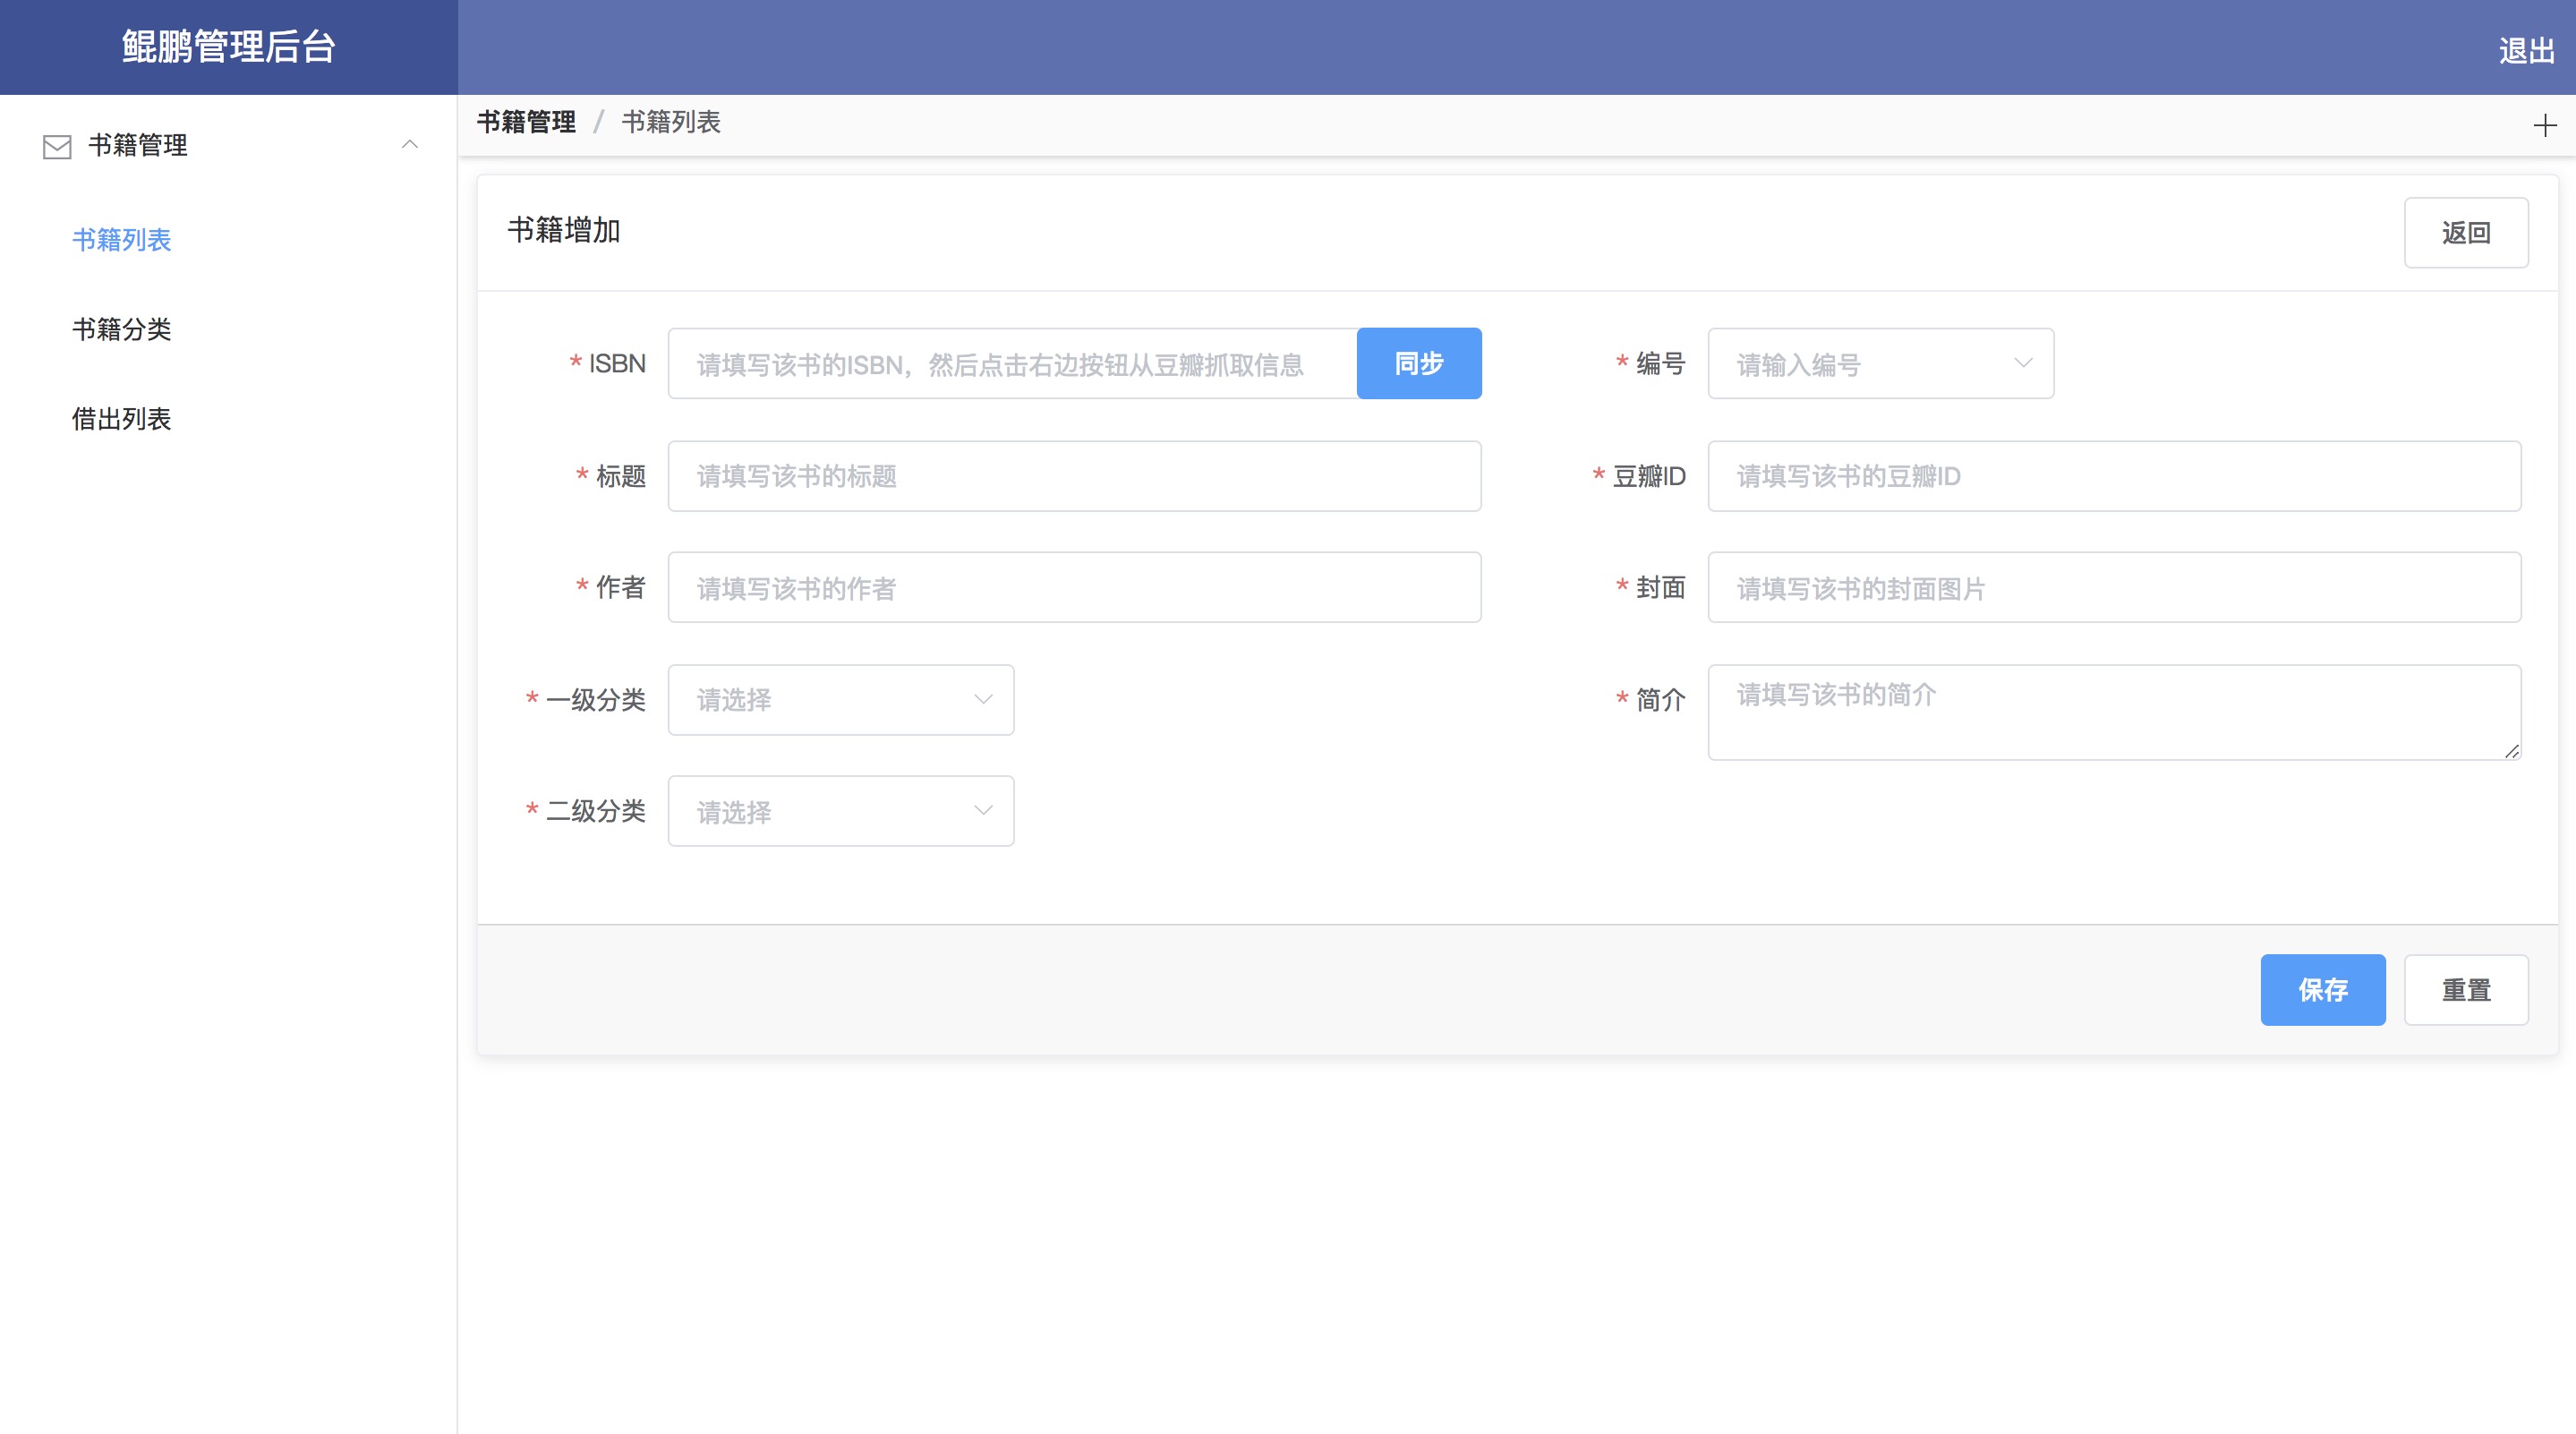 鲲鹏管理后台
退出
书籍管理
书籍列表
书籍分类
借出列表
书籍管理 / 书籍列表
书籍增加
返回
* ISBN 请填写该书的ISBN，然后点击右边按钮从豆瓣抓取信息 同步
* 编号 请输入编号
* 标题 请填写该书的标题
* 豆瓣ID 请填写该书的豆瓣ID
* 作者 请填写该书的作者
* 封面 请填写该书的封面图片
* 一级分类 请选择
* 简介 请填写该书的简介
* 二级分类 请选择
保存
重置